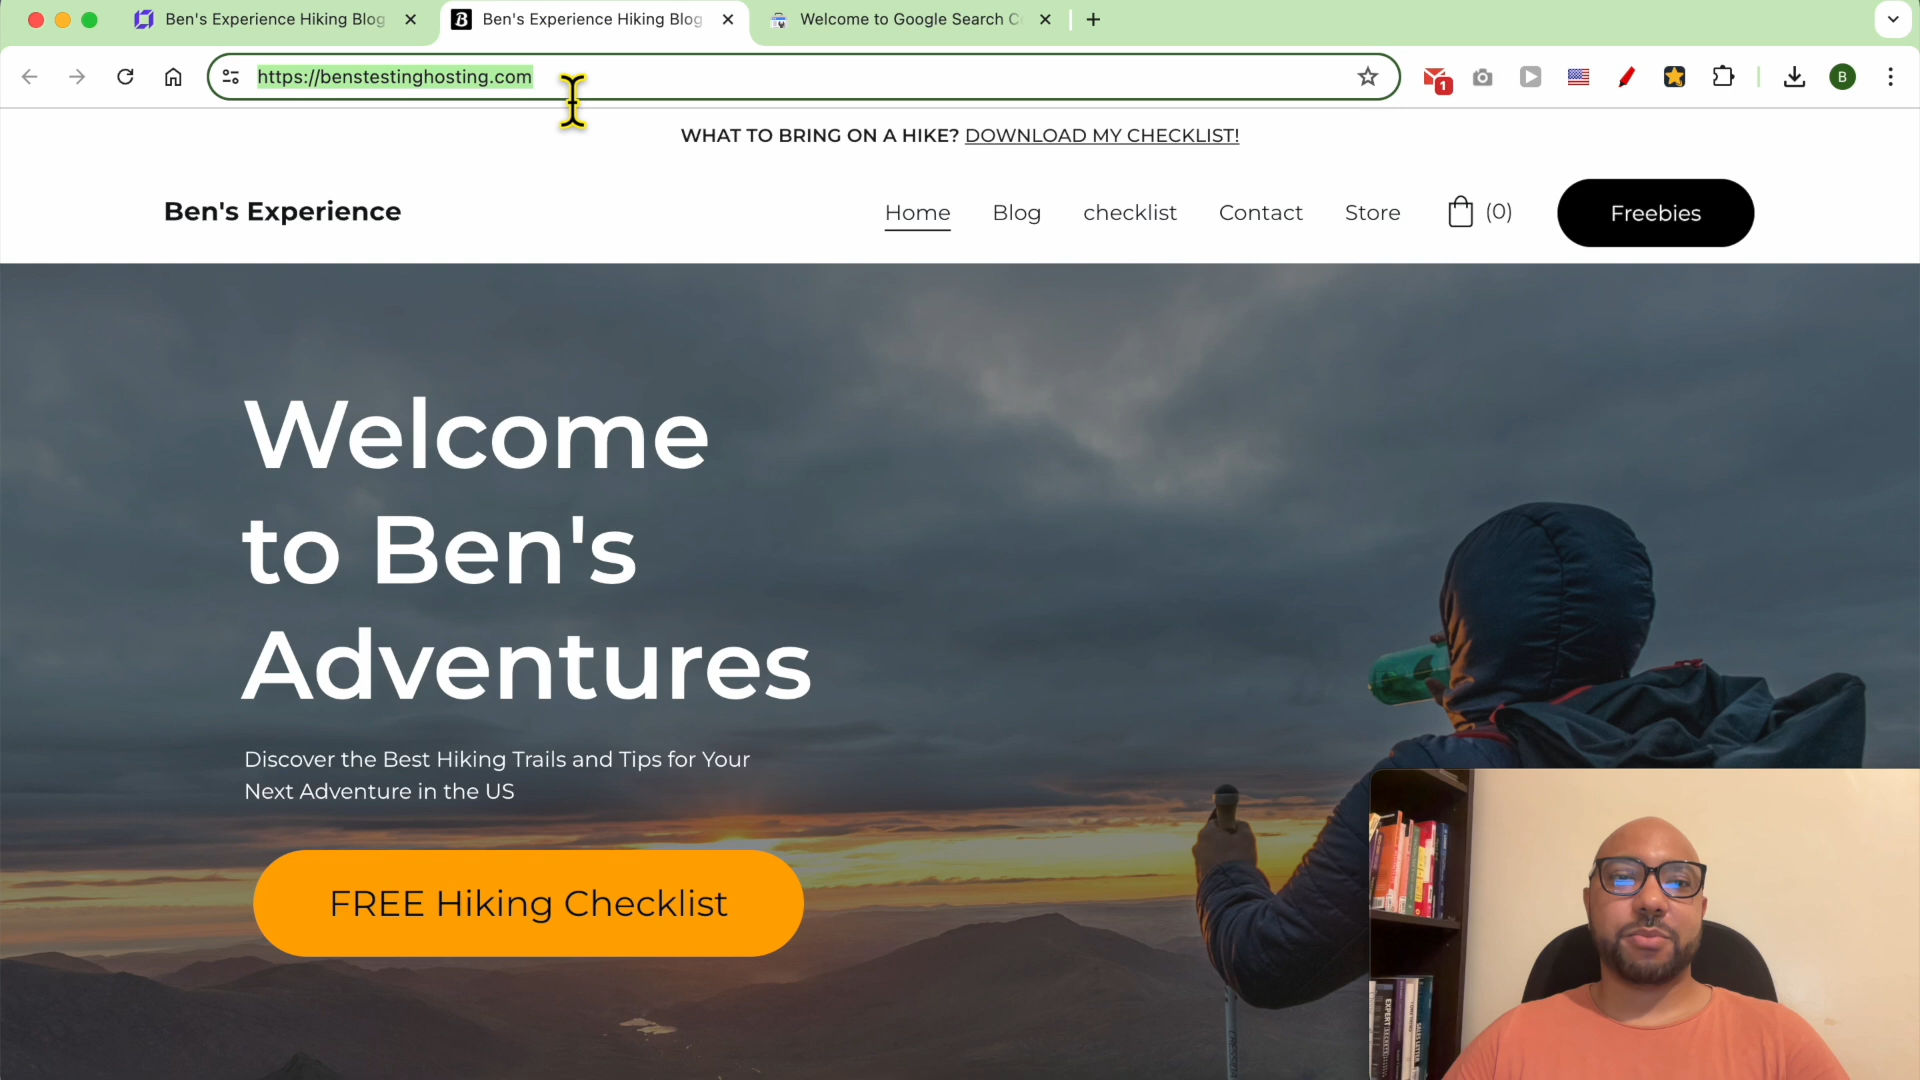 Ben's Experience Hiking Blog
Ben's Experience Hiking Blog
Welcome to Google Search C
https://benstestinghosting.com
1
B
WHAT TO BRING ON A HIKE? DOWNLOAD MY CHECKLIST!
Ben's Experience
Home
Blog
checklist
Contact
Store
(0)
Freebies
Welcome
to Ben's
Adventures
Discover the Best Hiking Trails and Tips for Your
Next Adventure in the US
FREE Hiking Checklist
EXPERT